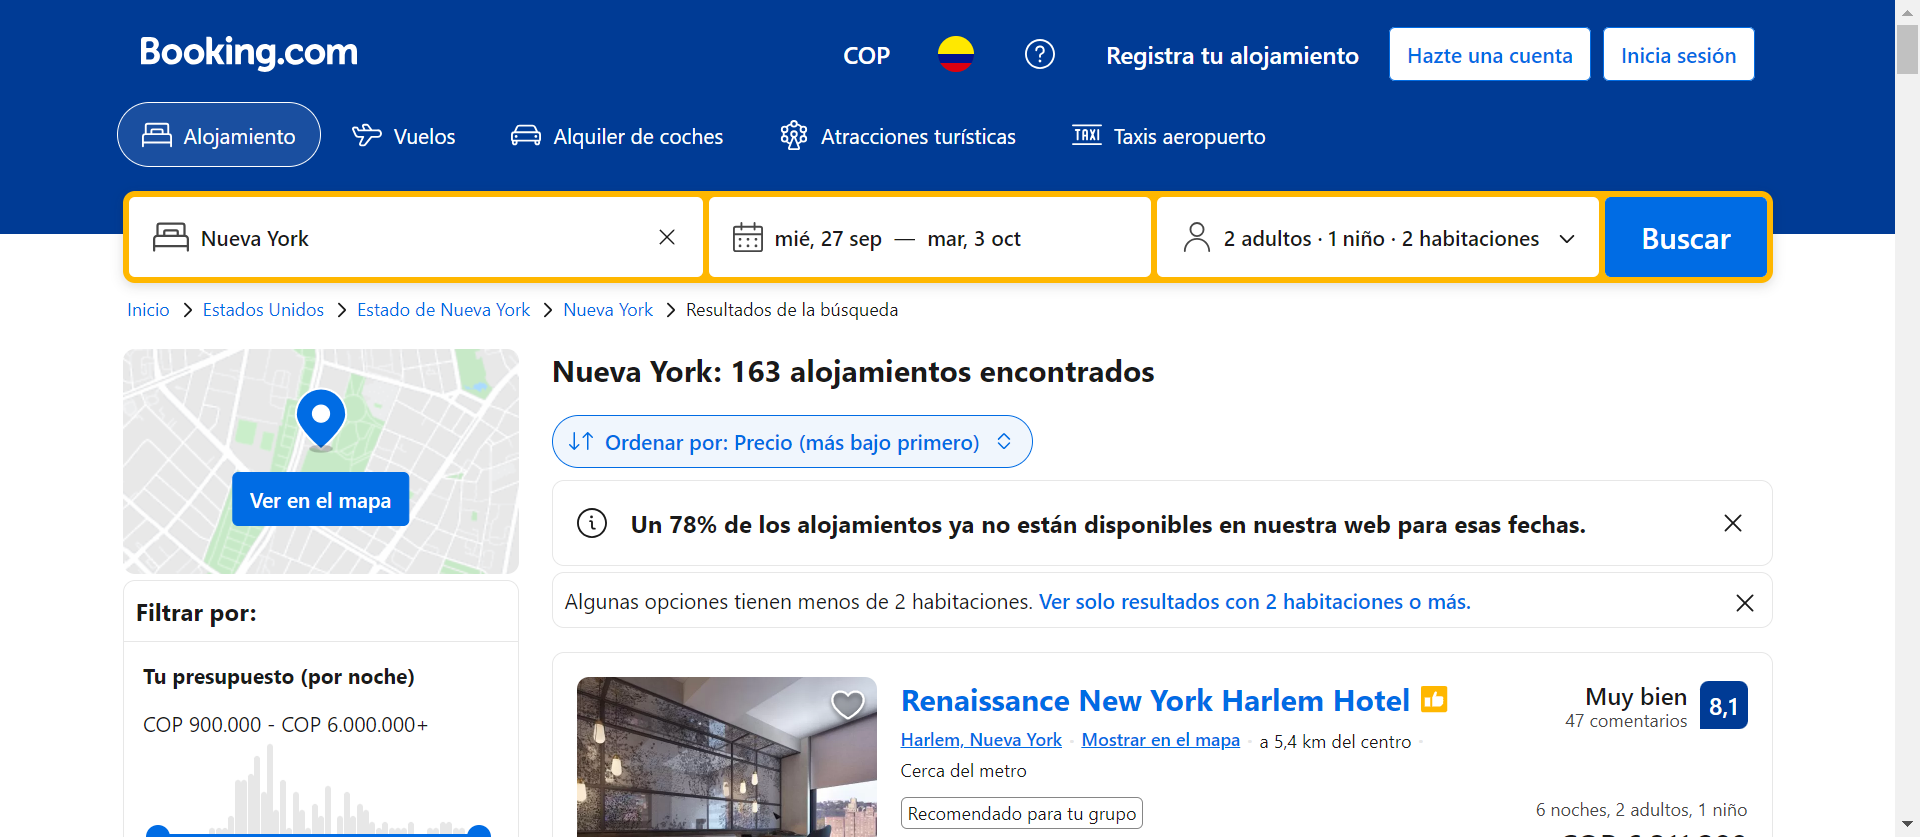 Booking.com
COP
Registra tu alojamiento
Hazte una cuenta
Inicia sesión
Alojamiento
Vuelos
Alquiler de coches
Atracciones turísticas
TAXI
Taxis aeropuerto
Nueva York
mié, 27 sep — mar, 3 oct
2 adultos · 1 niño · 2 habitaciones
Buscar
Inicio > Estados Unidos > Estado de Nueva York > Nueva York > Resultados de la búsqueda
Ver en el mapa
Filtrar por:
Tu presupuesto (por noche)
COP 900.000 - COP 6.000.000+
Nueva York: 163 alojamientos encontrados
Ordenar por: Precio (más bajo primero)
Un 78% de los alojamientos ya no están disponibles en nuestra web para esas fechas.
Algunas opciones tienen menos de 2 habitaciones. Ver solo resultados con 2 habitaciones o más.
Renaissance New York Harlem Hotel
Harlem, Nueva York · Mostrar en el mapa · a 5,4 km del centro
Cerca del metro
Recomendado para tu grupo
Muy bien
47 comentarios
8,1
6 noches, 2 adultos, 1 niño